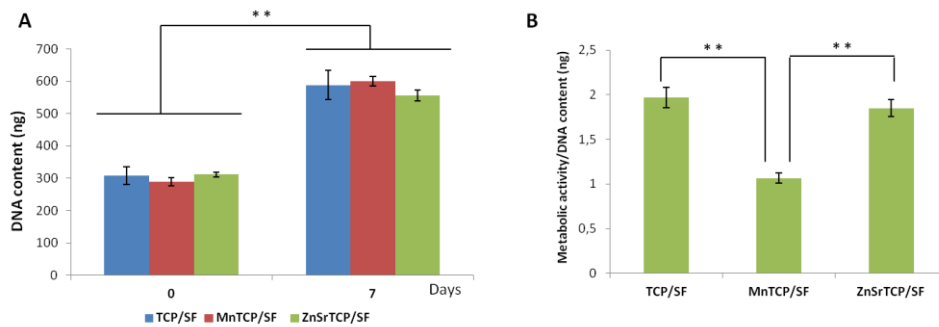 A
* *
DNA content (ng)
700
600
500
400
300
200
100
0
0
7
Days
TCP/SF
MnTCP/SF
ZnSrTCP/SF
B
* *
* *
Metabolic activity/DNA content (ng)
2,5
2
1,5
1
0,5
0
TCP/SF
MnTCP/SF
ZnSrTCP/SF